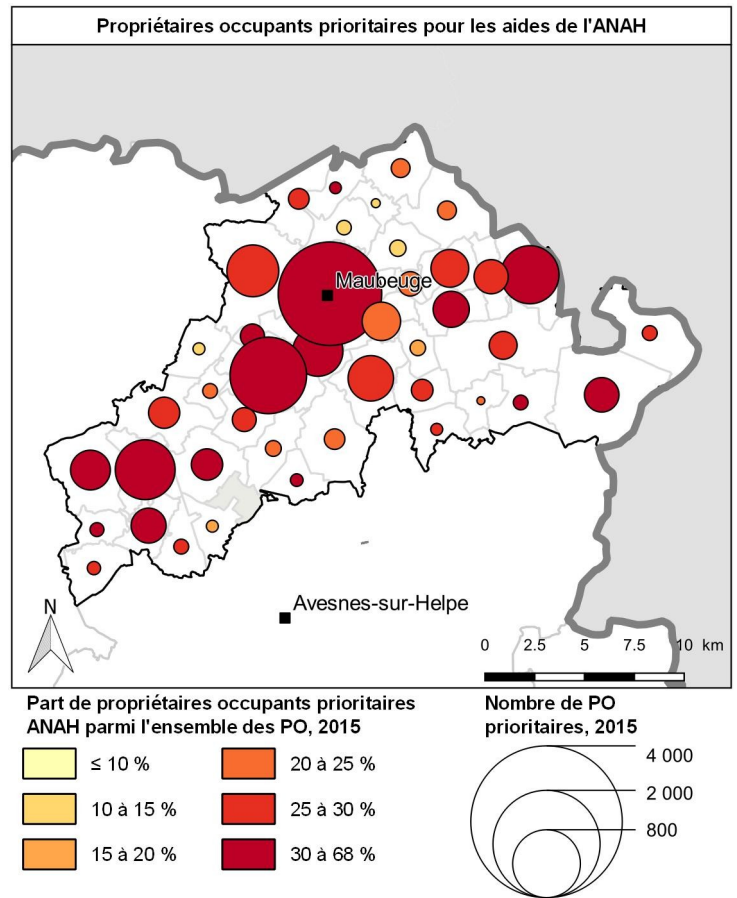 Propriétaires occupants prioritaires pour les aides de l'ANAH
Maubeuge
Avesnes-sur-Helpe
N
0 2.5 5 7.5 10 km
Part de propriétaires occupants prioritaires
ANAH parmi l'ensemble des PO, 2015
≤ 10 %
10 à 15 %
15 à 20 %
20 à 25 %
25 à 30 %
30 à 68 %
Nombre de PO
prioritaires, 2015
4 000
2 000
800